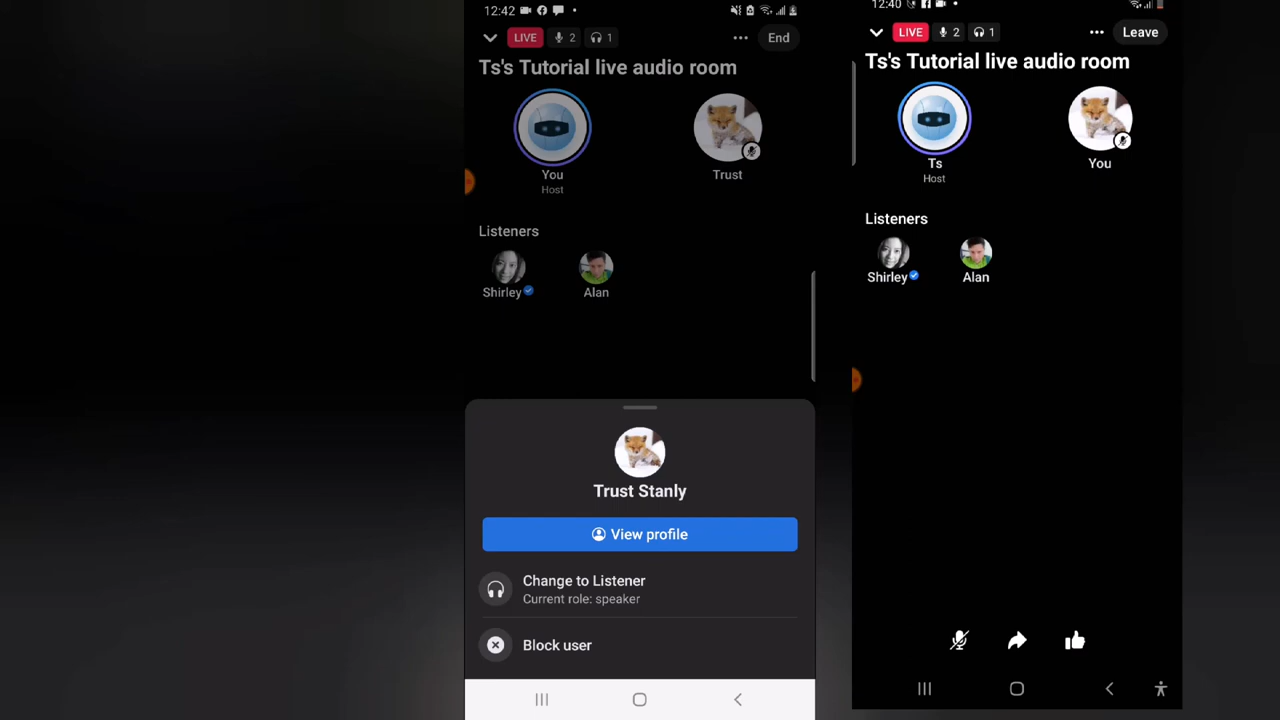 12:42
LIVE 2 1 End
Ts's Tutorial live audio room
You
Host
Trust
Listeners
Shirley
Alan
Trust Stanly
View profile
Change to Listener
Current role: speaker
Block user
12:40
LIVE 2 1 Leave
Ts's Tutorial live audio room
Ts
Host
You
Listeners
Shirley
Alan